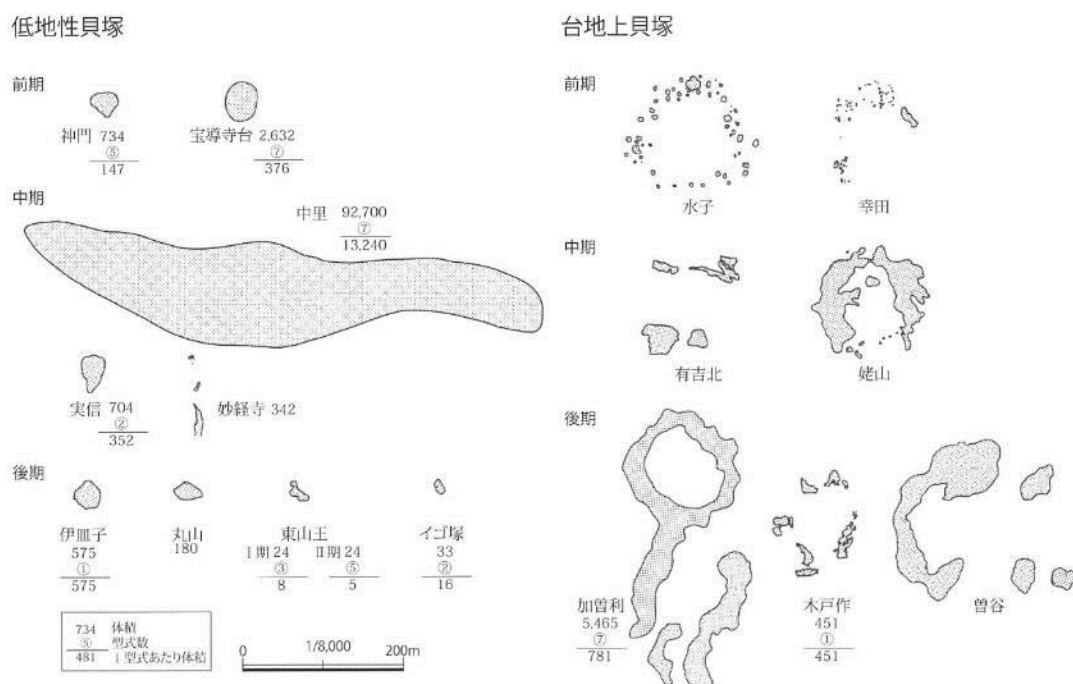 低地性貝塚
前期
神門 734
⑤
147
宝導寺台 2,632
⑦
376
中期
中里 92,700
⑦
13,240
実信 704
②
352
妙経寺 342
後期
伊皿子
575
①
575
丸山
180
東山王
Ⅰ期 24 Ⅱ期 24
③ ⑤
8 5
イゴ塚
33
②
16
734 体積
⑤ 型式数
481 1型式あたり体積
0 1/8,000 200m
台地上貝塚
前期
水子
幸田
中期
有吉北
姥山
後期
加曽利
5,465
⑦
781
木戸作
451
①
451
曽谷